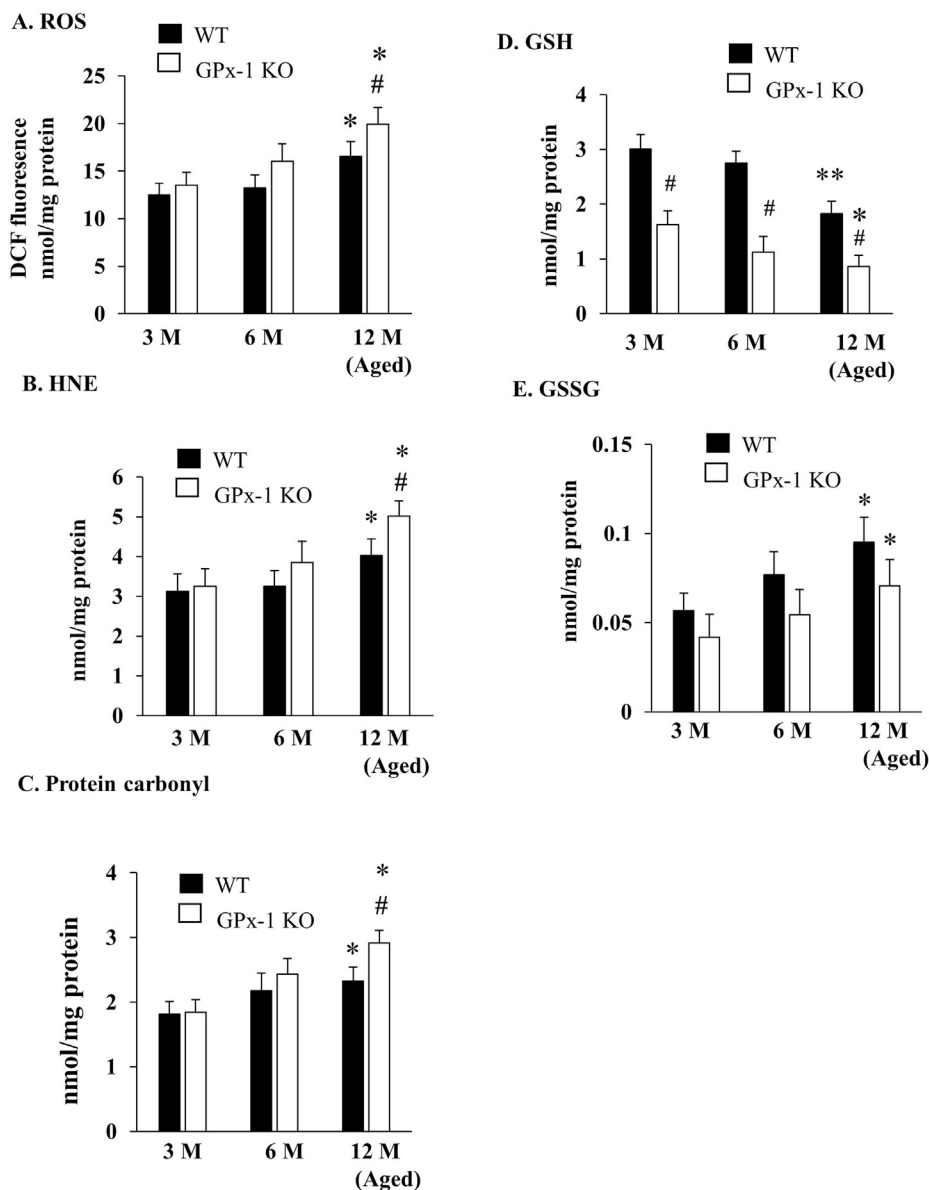 A. ROS
WT
GPx-1 KO
DCF fluoresence
nmol/mg protein
25
20
15
10
5
0
*
*
#
3 M
6 M
12 M
(Aged)
B. HNE
WT
GPx-1 KO
nmol/mg protein
6
5
4
3
2
1
0
*
*
#
3 M
6 M
12 M
(Aged)
C. Protein carbonyl
WT
GPx-1 KO
nmol/mg protein
4
3
2
1
0
*
*
#
3 M
6 M
12 M
(Aged)
D. GSH
WT
GPx-1 KO
nmol/mg protein
4
3
2
1
0
#
#
**
*
#
3 M
6 M
12 M
(Aged)
E. GSSG
WT
GPx-1 KO
nmol/mg protein
0.15
0.1
0.05
0
*
*
3 M
6 M
12 M
(Aged)